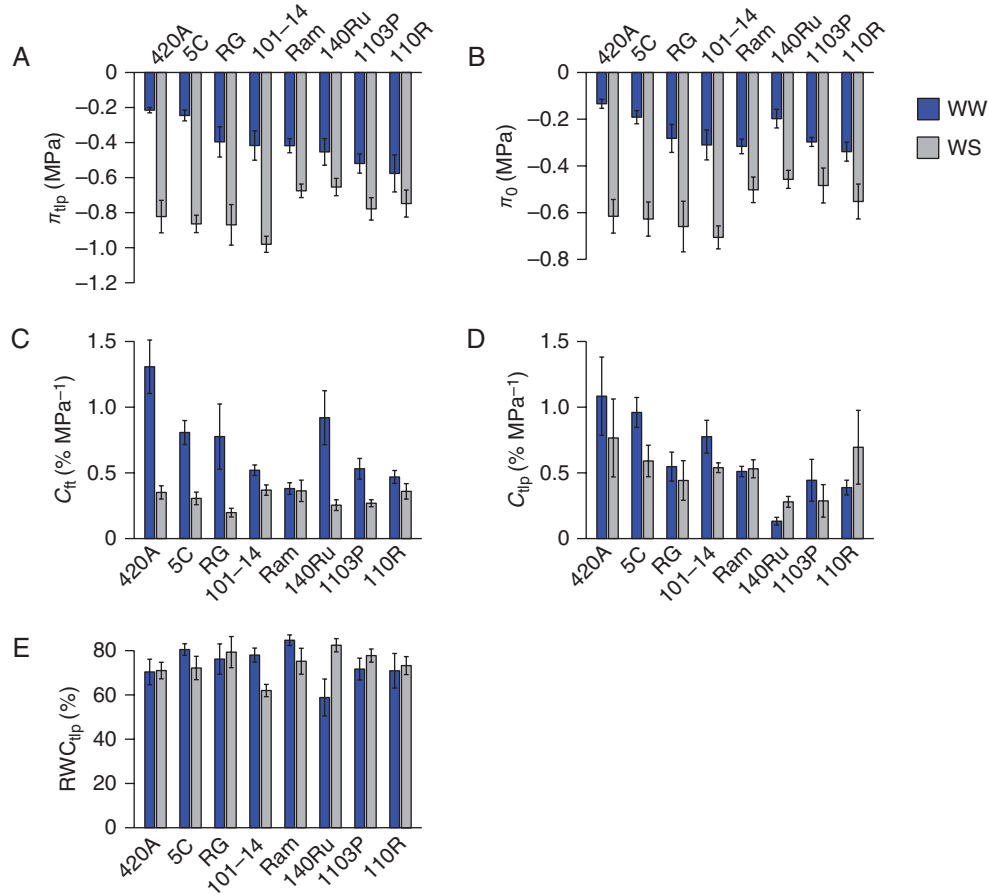 A
420A 5C RG 101–14 Ram 140Ru 1103P 110R
0
–0.2
–0.4
–0.6
–0.8
–1.0
–1.2
πtlp (MPa)
B
420A 5C RG 101–14 Ram 140Ru 1103P 110R
0
–0.2
–0.4
–0.6
–0.8
π0 (MPa)
WW
WS
C
1.5
1.0
0.5
0
Cft (% MPa–1)
420A 5C RG 101–14 Ram 140Ru 1103P 110R
D
1.5
1.0
0.5
0
Ctlp (% MPa–1)
420A 5C RG 101–14 Ram 140Ru 1103P 110R
E
80
60
40
20
0
RWCtlp (%)
420A 5C RG 101–14 Ram 140Ru 1103P 110R